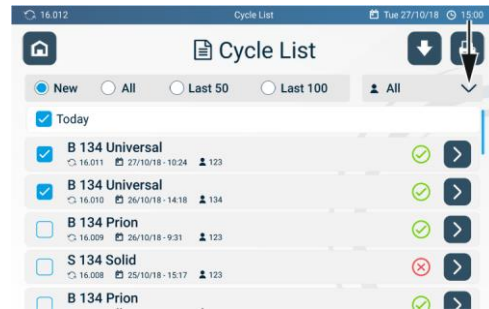 16.012 Cycle List Tue 27/10/18 15:00
Cycle List
New All Last 50 Last 100 All
Today
B 134 Universal
16.011 27/10/18 - 10:24 123
B 134 Universal
16.010 26/10/18 - 14:18 134
B 134 Prion
16.009 26/10/18 - 9:31 123
S 134 Solid
16.008 25/10/18 - 15:17 123
B 134 Prion